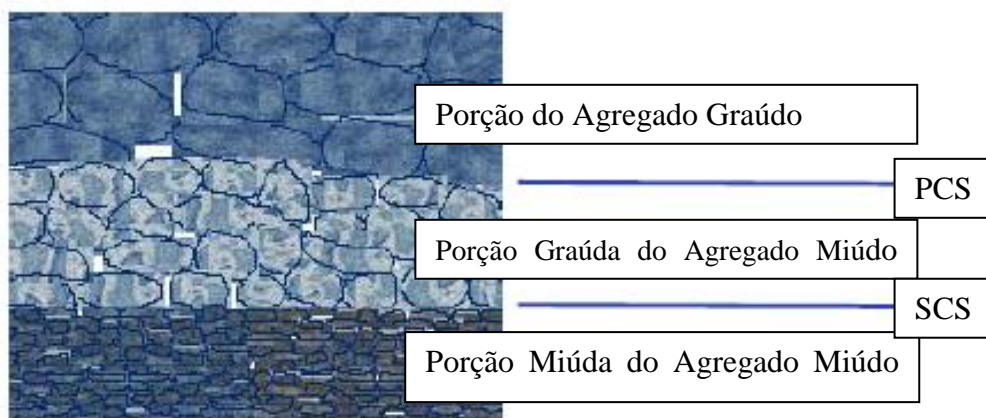 Porção do Agregado Graúdo
PCS
Porção Graúda do Agregado Miúdo
SCS
Porção Miúda do Agregado Miúdo